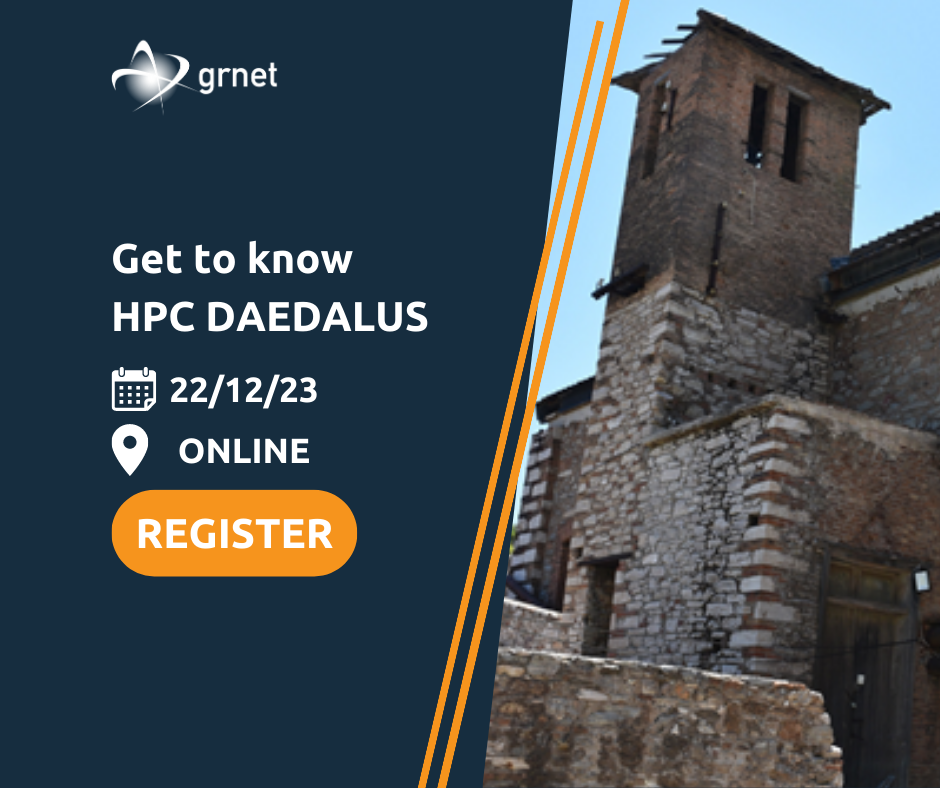 grnet
Get to know
HPC DAEDALUS
22/12/23
ONLINE
REGISTER